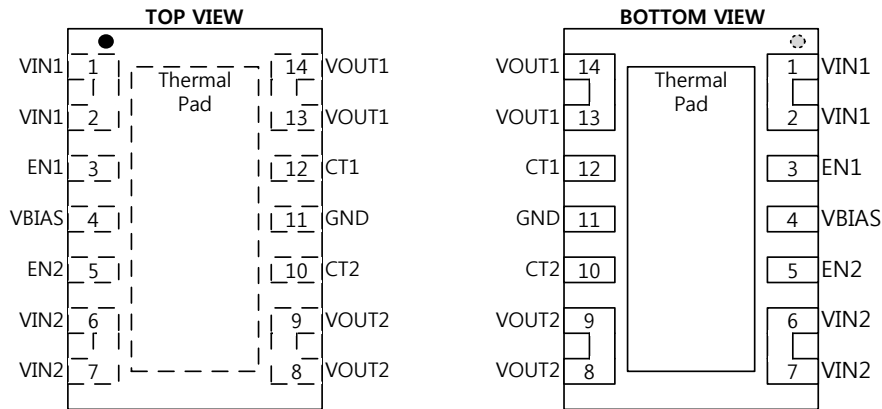 TOP VIEW
VIN1 1 Thermal Pad 14 VOUT1
VIN1 2 13 VOUT1
EN1 3 12 CT1
VBIAS 4 11 GND
EN2 5 10 CT2
VIN2 6 9 VOUT2
VIN2 7 8 VOUT2
BOTTOM VIEW
VOUT1 14 Thermal Pad 1 VIN1
VOUT1 13 2 VIN1
CT1 12 3 EN1
GND 11 4 VBIAS
CT2 10 5 EN2
VOUT2 9 6 VIN2
VOUT2 8 7 VIN2